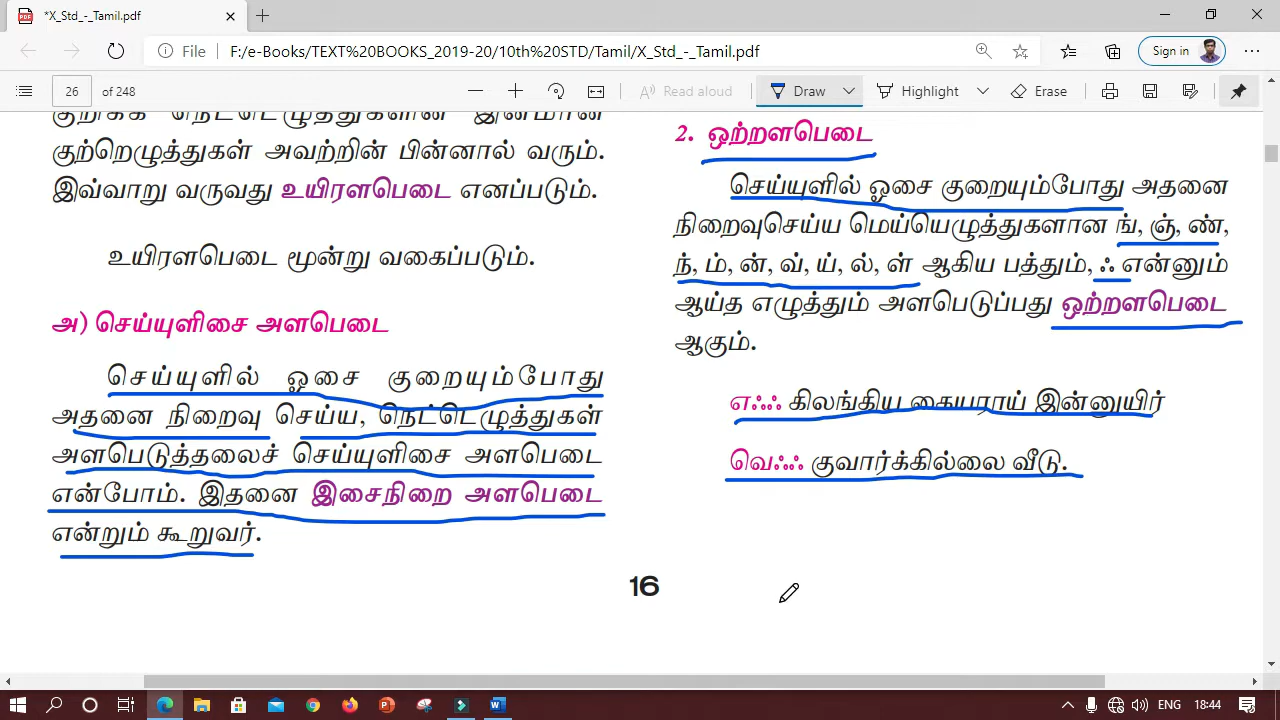 *X_Std_-_Tamil.pdf
File F:/e-Books/TEXT%20BOOKS_2019-20/10th%20STD/Tamil/X_Std_-_Tamil.pdf
Sign in
26 of 248
Read aloud
Draw
Highlight
Erase
குறிக்க நெட்டெழுத்துகளின் இனமான
குற்றெழுத்துகள் அவற்றின் பின்னால் வரும்.
இவ்வாறு வருவது உயிரளபெடை எனப்படும்.
உயிரளபெடை மூன்று வகைப்படும்.
அ) செய்யுளிசை அளபெடை
செய்யுளில் ஓசை குறையும்போது
அதனை நிறைவு செய்ய, நெட்டெழுத்துகள்
அளபெடுத்தலைச் செய்யுளிசை அளபெடை
என்போம். இதனை இசைநிறை அளபெடை
என்றும் கூறுவர்.
2. ஒற்றளபெடை
செய்யுளில் ஓசை குறையும்போது அதனை
நிறைவுசெய்ய மெய்யெழுத்துகளான ங், ஞ், ண்,
ந், ம், ன், வ், ய், ல், ள் ஆகிய பத்தும், ஃ என்னும்
ஆய்த எழுத்தும் அளபெடுப்பது ஒற்றளபெடை
ஆகும்.
எஃஃ கிலங்கிய கையராய் இன்னுயிர்
வெஃஃ குவார்க்கில்லை வீடு.
16
ENG 18:44